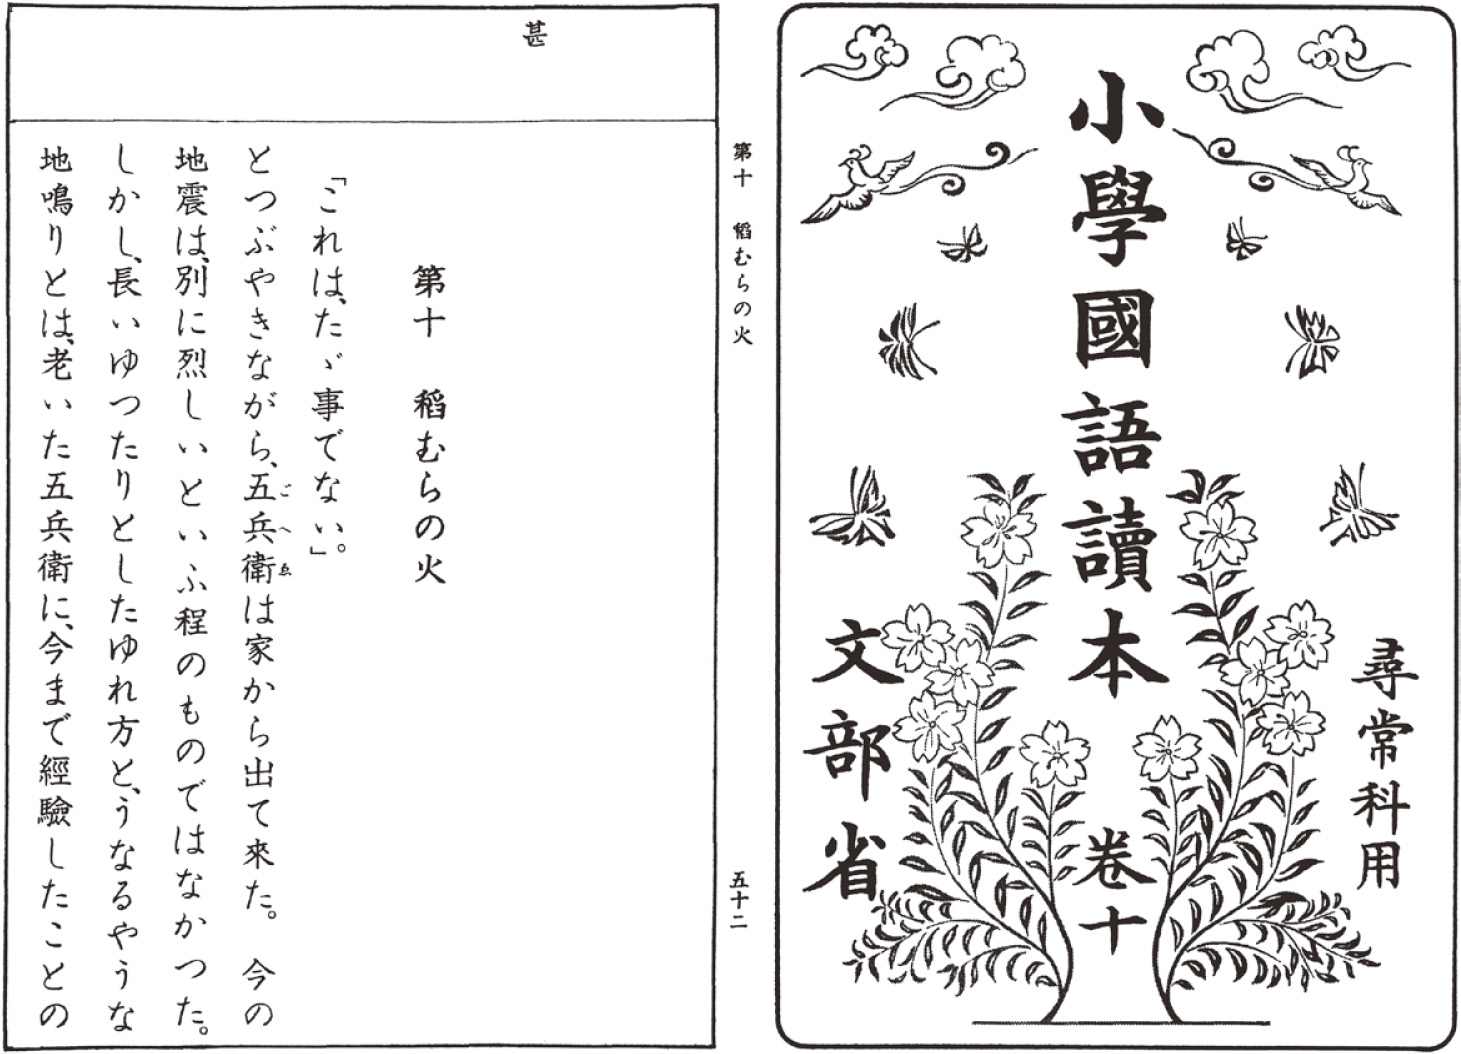 尋常科用
小學國語讀本
卷十
文部省
第十　稻むらの火
五十二
甚
第十　稻むらの火
「これは、たゞ事でない。」
とつぶやきながら、五兵衛は家から出て來た。今の
ごへゑ
地震は、別に烈しいといふ程のものではなかつた。
しかし、長いゆつたりとしたゆれ方と、うなるやうな
地鳴りとは、老いた五兵衛に、今まで經驗したことの